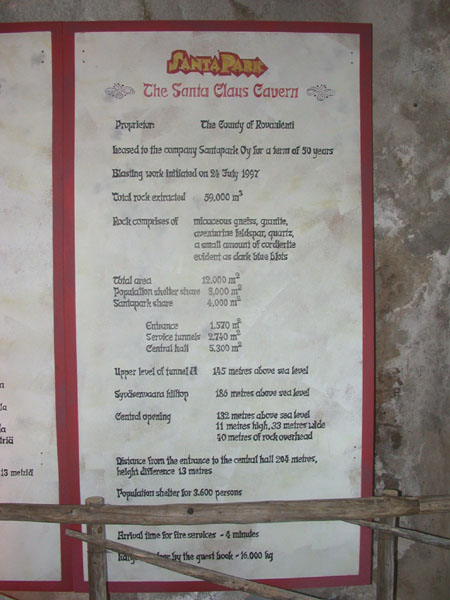 SANTAPARK
The Santa Claus Cavern
Proprietor: The County of Rovaniemi
Leased to the company Santapark Oy for a term of 50 years
Blasting work initiated on 24 July 1997
Total rock extracted 59,000 m³
Rock comprises of micaceous gneiss, granite,
aventurine feldspar, quartz,
a small amount of cordierite
evident as dark blue blots
Total area 12.000 m²
Population shelter share 8,000 m²
Santapark share 4,000 m²
Entrance 1.570 m²
Service tunnels 2.740 m²
Central hall 5.300 m²
Upper level of tunnel A 145 metres above sea level
Syväsenvaara hilltop 186 metres above sea level
Central opening 132 metres above sea level
11 metres high, 33 metres wide
40 metres of rock overhead
Distance from the entrance to the central hall 204 metres,
height difference 13 metres
Population shelter for 3.600 persons
Arrival time for fire services - 4 minutes
by the guest book - 16.000 kg
la
la
triä
13 metriä